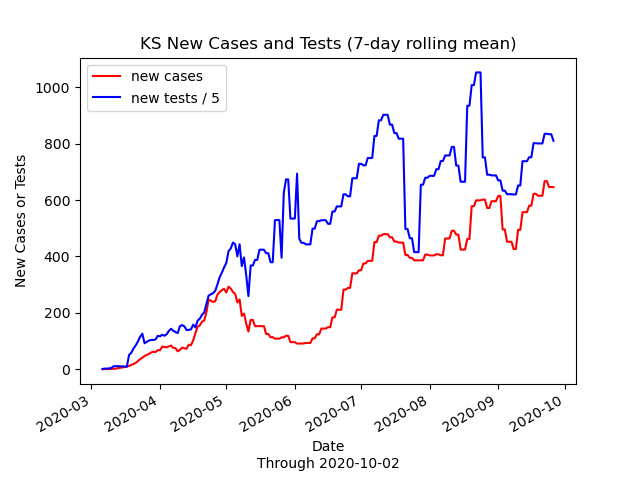 KS New Cases and Tests (7-day rolling mean)
new cases
new tests / 5
1000
800
600
400
200
0
New Cases or Tests
2020-03
2020-04
2020-05
2020-06
2020-07
2020-08
2020-09
2020-10
Date
Through 2020-10-02